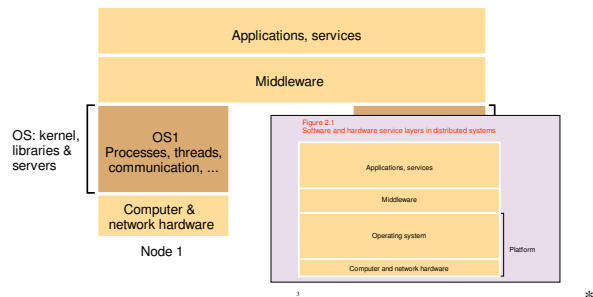 Applications, services
Middleware
OS: kernel,
libraries &
servers
OS1
Processes, threads,
communication, ...
Computer &
network hardware
Node 1
Figure 2.1
Software and hardware service layers in distributed systems
Applications, services
Middleware
Operating system
Platform
Computer and network hardware
3
*